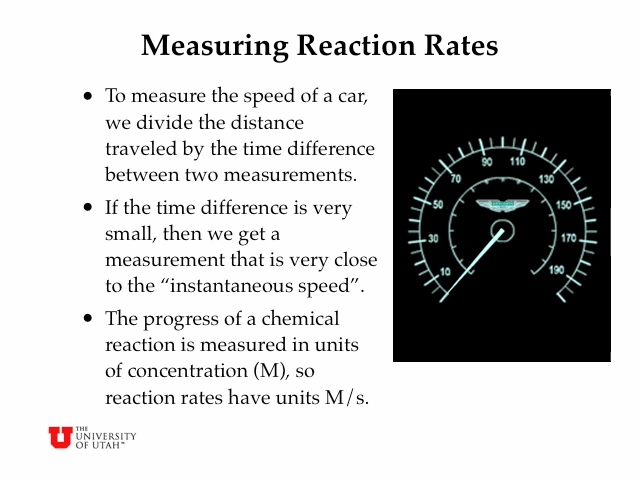 Measuring Reaction Rates
• To measure the speed of a car,
we divide the distance
traveled by the time difference
between two measurements.
• If the time difference is very
small, then we get a
measurement that is very close
to the “instantaneous speed”.
• The progress of a chemical
reaction is measured in units
of concentration (M), so
reaction rates have units M/s.
10
30
50
70
90
110
130
150
170
190
THE
UNIVERSITY
OF UTAH™